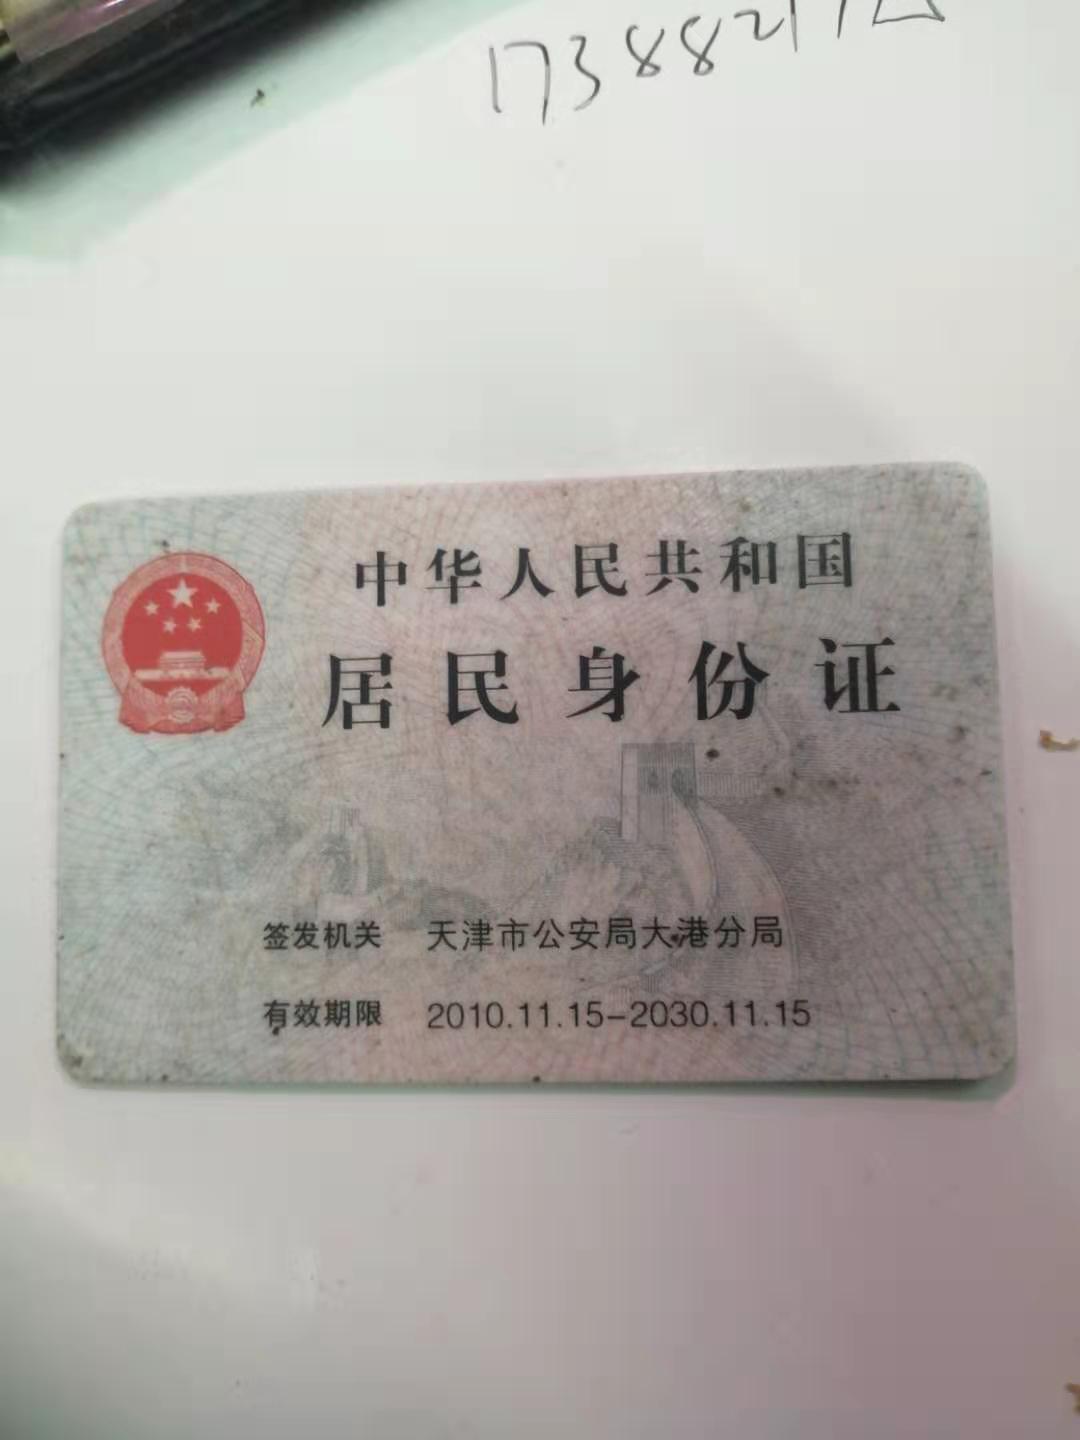 1738821
中华人民共和国
居民身份证
签发机关 天津市公安局大港分局
有效期限 2010.11.15-2030.11.15